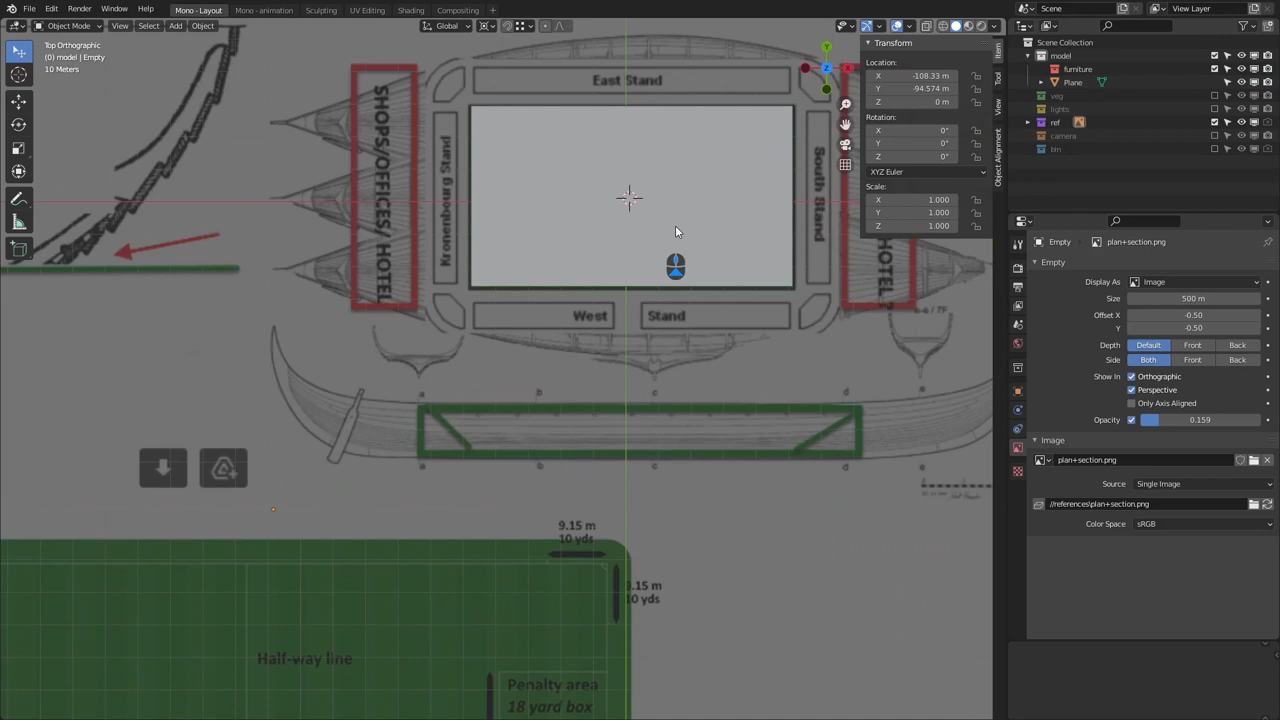 File Edit Render Window Help Mono - Layout Mono - animation Sculpting UV Editing Shading Compositing + Scene View Layer
Object Mode View Select Add Object Global
Top Orthographic
(0) model | Empty
10 Meters
Transform
Location:
X -108.33 m
Y -94.574 m
Z 0 m
Rotation:
X 0°
Y 0°
Z 0°
XYZ Euler
Scale:
X 1.000
Y 1.000
Z 1.000
Item
Tool
View
Object Alignment
Y
Z
X
Scene Collection
model
furniture
Plane
veg
lights
ref
camera
bin
Empty plan+section.png
Empty
Display As Image
Size 500 m
Offset X -0.50
Y -0.50
Depth Default Front Back
Side Both Front Back
Show In Orthographic
Perspective
Only Axis Aligned
Opacity 0.159
Image
plan+section.png
Source Single Image
//references\plan+section.png
Color Space sRGB
East Stand
SHOPS/OFFICES/ HOTEL
Kronenbourg Stand
South Stand
HOTEL
West Stand
a b c d e
a b c d e
9.15 m
10 yds
9.15 m
10 yds
Half-way line
Penalty area
18 yard box